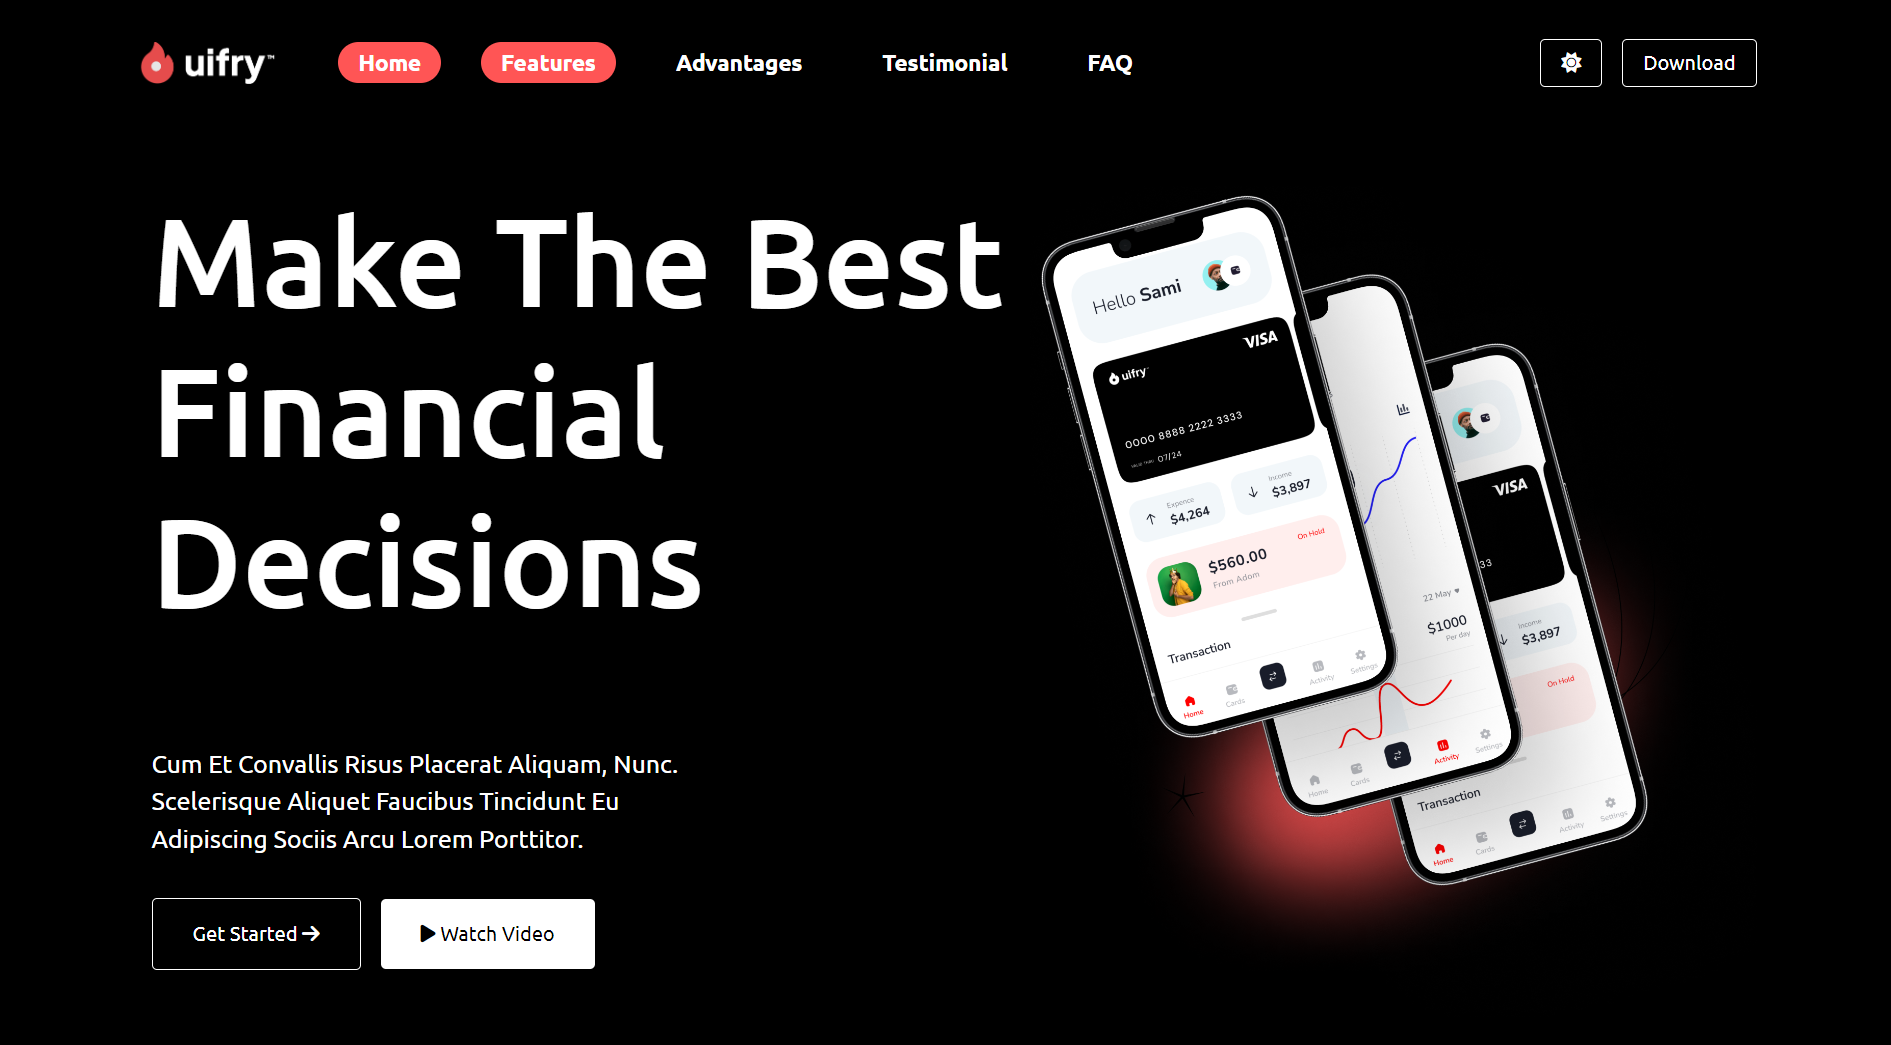 uifry™
Home
Features
Advantages
Testimonial
FAQ
Download
Make The Best
Financial
Decisions
Cum Et Convallis Risus Placerat Aliquam, Nunc.
Scelerisque Aliquet Faucibus Tincidunt Eu
Adipiscing Sociis Arcu Lorem Porttitor.
Get Started
Watch Video
Hello Sami
VISA
uifry™
0000 8888 2222 3333
VALID THRU 07/24
Expence
$4,264
Income
$3,897
$560.00
From Adom
On Hold
Transaction
Home
Cards
Activity
Settings
22 May
$1000
Per day
Home
Cards
Activity
Settings
VISA
33
Income
$3,897
On Hold
Transaction
Home
Cards
Activity
Settings